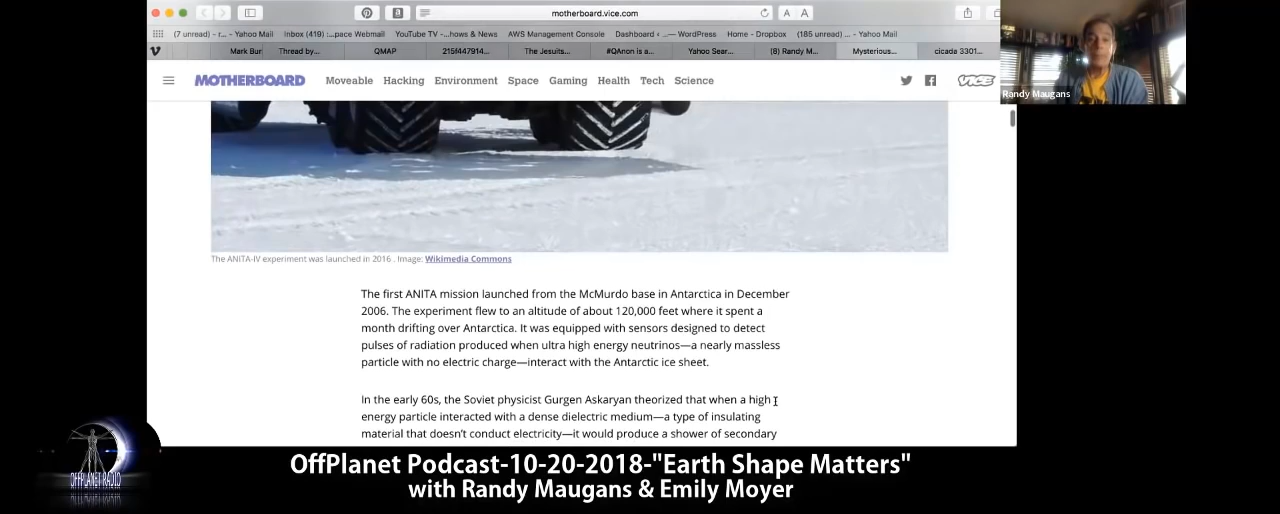 motherboard.vice.com
A A
(7 unread) - r... - Yahoo Mail Inbox (419) :...pace Webmail YouTube TV -...hows & News AWS Management Console Dashboard ‹ ...— WordPress Home - Dropbox (185 unread) ... - Yahoo Mail
Mark Bur Thread by... QMAP 215f447914... The Jesuits... #QAnon is a... Yahoo Sear... (8) Randy M... Mysterious... cicada 3301...
MOTHERBOARD Moveable Hacking Environment Space Gaming Health Tech Science VICE
Randy Maugans
The ANITA-IV experiment was launched in 2016 . Image: Wikimedia Commons
The first ANITA mission launched from the McMurdo base in Antarctica in December
2006. The experiment flew to an altitude of about 120,000 feet where it spent a
month drifting over Antarctica. It was equipped with sensors designed to detect
pulses of radiation produced when ultra high energy neutrinos—a nearly massless
particle with no electric charge—interact with the Antarctic ice sheet.
In the early 60s, the Soviet physicist Gurgen Askaryan theorized that when a high
energy particle interacted with a dense dielectric medium—a type of insulating
material that doesn't conduct electricity—it would produce a shower of secondary
OFFPLANET RADIO
OffPlanet Podcast-10-20-2018-"Earth Shape Matters"
with Randy Maugans & Emily Moyer